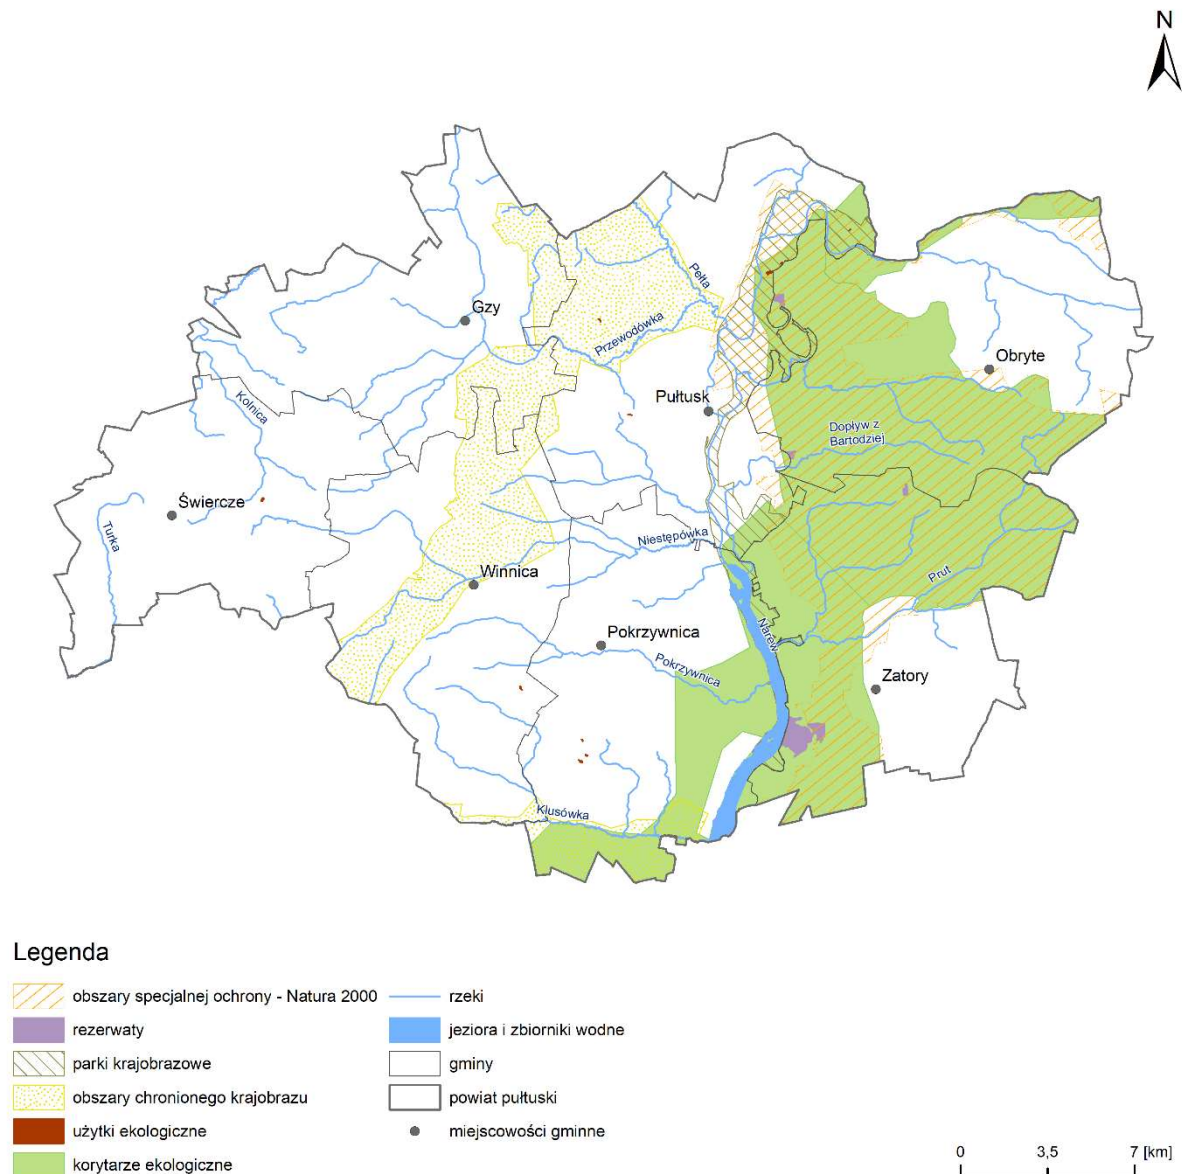 N
Gzy
Pełta
Przewodówka
Obryte
Kolnica
Pułtusk
Dopływ z
Bartodziej
Świercze
Turka
Niestępówka
Winnica
Prut
Narew
Pokrzywnica
Pokrzywnica
Zatory
Klusówka
Legenda
obszary specjalnej ochrony - Natura 2000
rezerwaty
parki krajobrazowe
obszary chronionego krajobrazu
użytki ekologiczne
korytarze ekologiczne
rzeki
jeziora i zbiorniki wodne
gminy
powiat pułtuski
miejscowości gminne
0 3,5 7 [km]